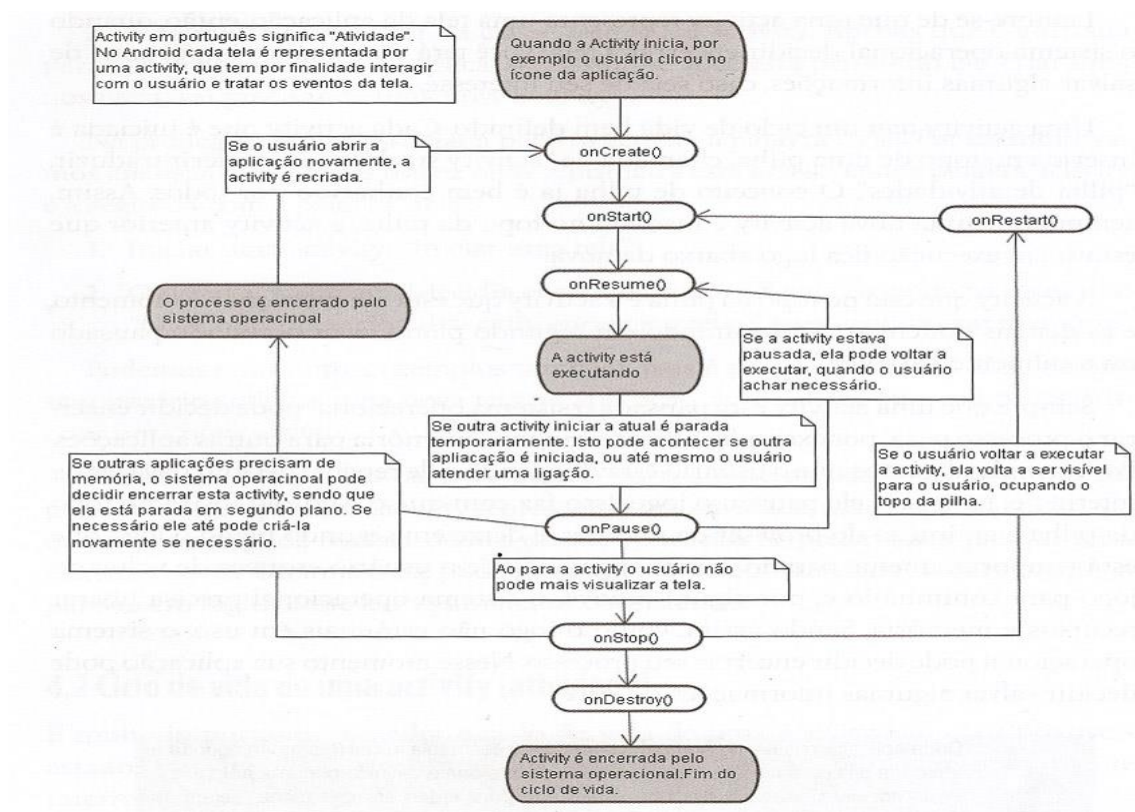 Activity em português significa "Atividade".
No Android cada tela é representada por
uma activity, que tem por finalidade interagir
com o usuário e tratar os eventos da tela.
Quando a Activity inicia, por
exemplo o usuário clicou no
ícone da aplicação.
Se o usuário abrir a
aplicação novamente, a
activity é recriada.
onCreate()
onStart()
onRestart()
onResume()
O processo é encerrado pelo
sistema operacinoal
A activity está
executando
Se a activity estava
pausada, ela pode voltar a
executar, quando o usuário
achar necessário.
Se outra activity iniciar a atual é parada
temporariamente. Isto pode acontecer se outra
apliacação é iniciada, ou até mesmo o usuário
atender uma ligação.
Se outras aplicações precisam de
memória, o sistema operacinoal pode
decidir encerrar esta activity, sendo que
ela está parada em segundo plano. Se
necessário ele até pode criá-la
novamente se necessário.
Se o usuário voltar a executar
a activity, ela volta a ser visível
para o usuário, ocupando o
topo da pilha.
onPause()
Ao para a activity o usuário não
pode mais visualizar a tela.
onStop()
onDestroy()
Activity é encerrada pelo
sistema operacional.Fim do
ciclo de vida.